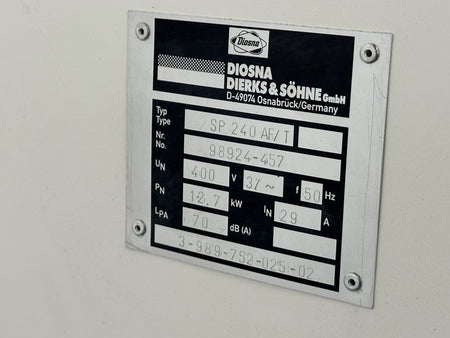 Diosna
DIOSNA
DIERKS & SÖHNE GmbH
D-49074 Osnabrück/Germany
Typ
Type SP 240 AF/T
Nr.
No. 98924-457
UN 400 V 3/~ f 50 Hz
PN 12.7 kW IN 29 A
LPA 70 dB (A)
3-989-752-025-02